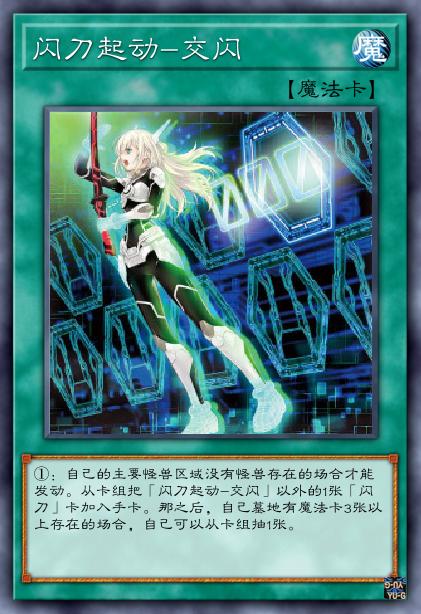 闪刀起动-交闪
魔
【魔法卡】
①：自己的主要怪兽区域没有怪兽存在的场合才能
发动。从卡组把「闪刀起动-交闪」以外的1张「闪
刀」卡加入手卡。那之后，自己墓地有魔法卡3张以
上存在的场合，自己可以从卡组抽1张。